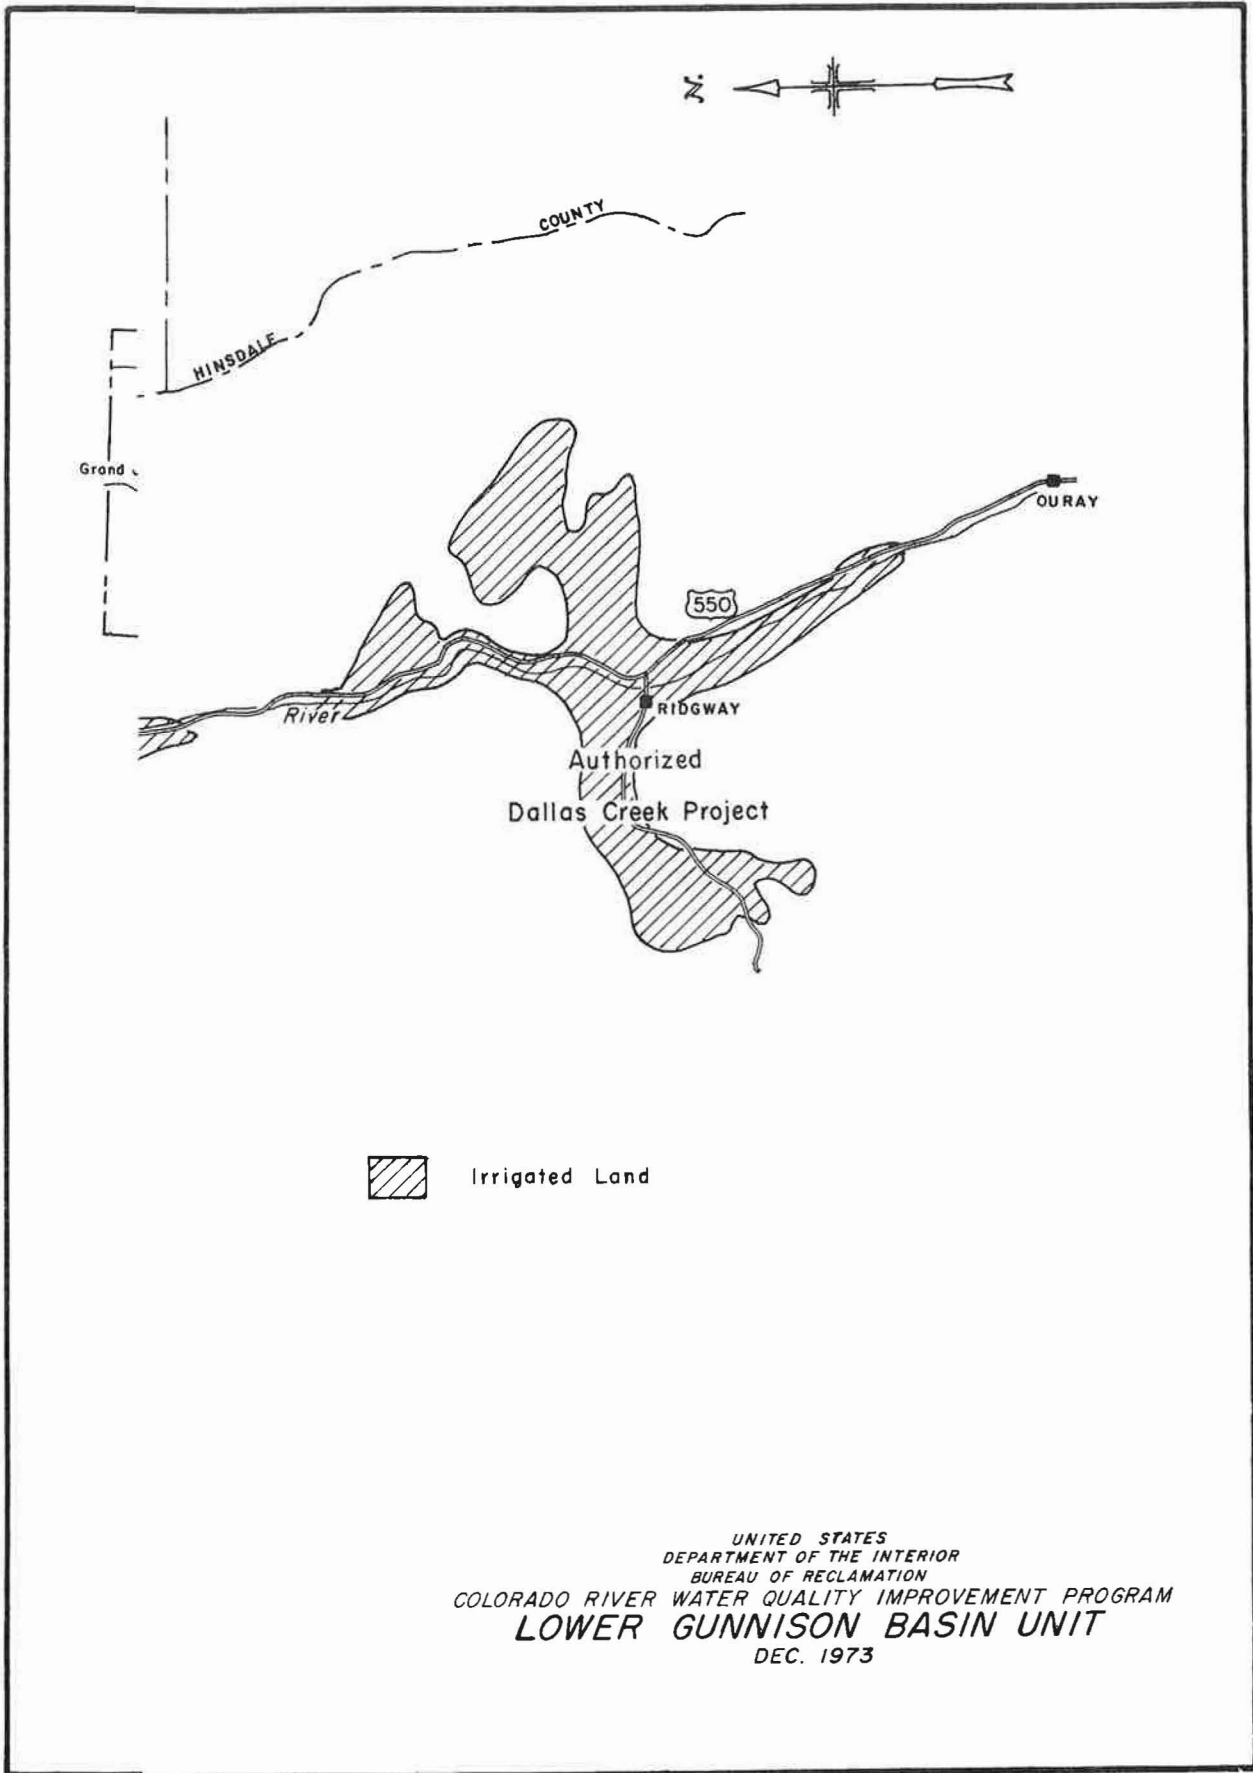 N.
COUNTY
HINSDALE
Grand
OURAY
550
River
RIDGWAY
Authorized
Dallas Creek Project
Irrigated Land
UNITED STATES
DEPARTMENT OF THE INTERIOR
BUREAU OF RECLAMATION
COLORADO RIVER WATER QUALITY IMPROVEMENT PROGRAM
LOWER GUNNISON BASIN UNIT
DEC. 1973